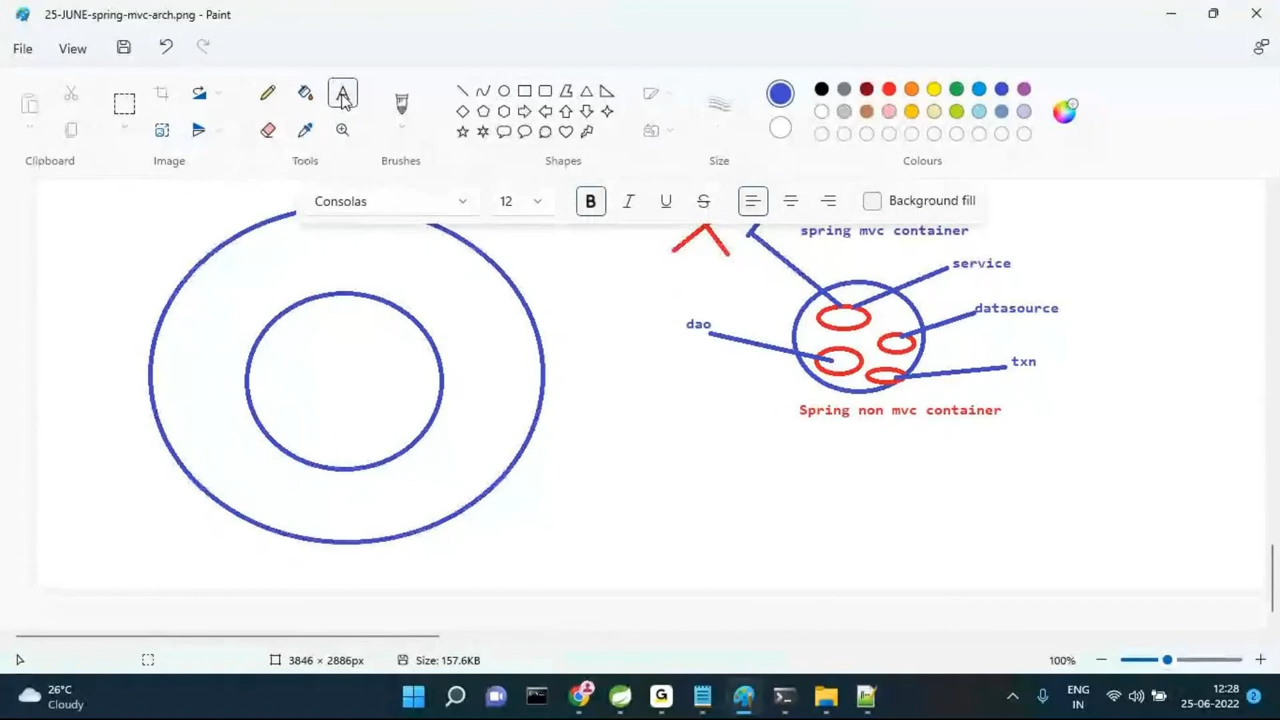 25-JUNE-spring-mvc-arch.png - Paint
File
View
Clipboard
Image
Tools
Brushes
Shapes
Size
Colours
Consolas
12
B
I
U
S
Background fill
spring mvc container
service
datasource
dao
txn
Spring non mvc container
3846 × 2886px
Size: 157.6KB
100%
26°C
Cloudy
ENG
IN
12:28
25-06-2022
2